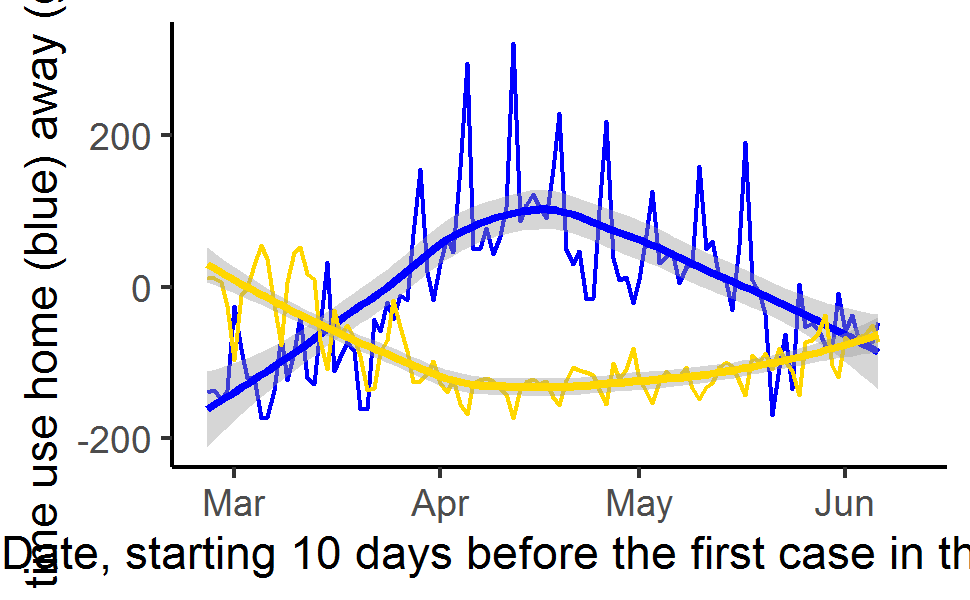 time use home (blue) away (
200
0
-200
Mar Apr May Jun
Date, starting 10 days before the first case in th